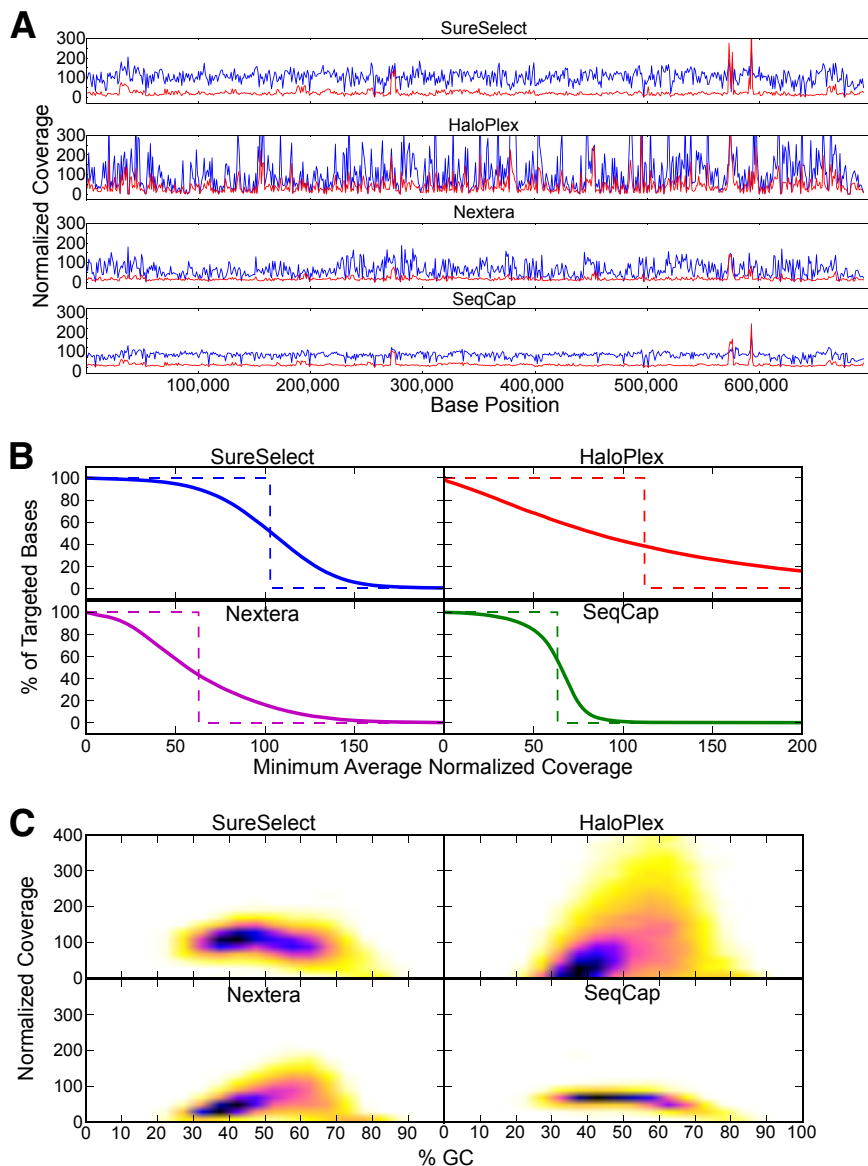 A
SureSelect
300
200
100
0
HaloPlex
300
200
100
0
Nextera
300
200
100
0
SeqCap
300
200
100
0
Normalized Coverage
100,000 200,000 300,000 400,000 500,000 600,000
Base Position
B
SureSelect HaloPlex
100
80
60
40
20
0
Nextera SeqCap
100
80
60
40
20
0
% of Targeted Bases
0 50 100 150 0 50 100 150 200
Minimum Average Normalized Coverage
C
SureSelect HaloPlex
400
300
200
100
0
Nextera SeqCap
300
200
100
0
Normalized Coverage
0 10 20 30 40 50 60 70 80 90 0 10 20 30 40 50 60 70 80 90 100
% GC